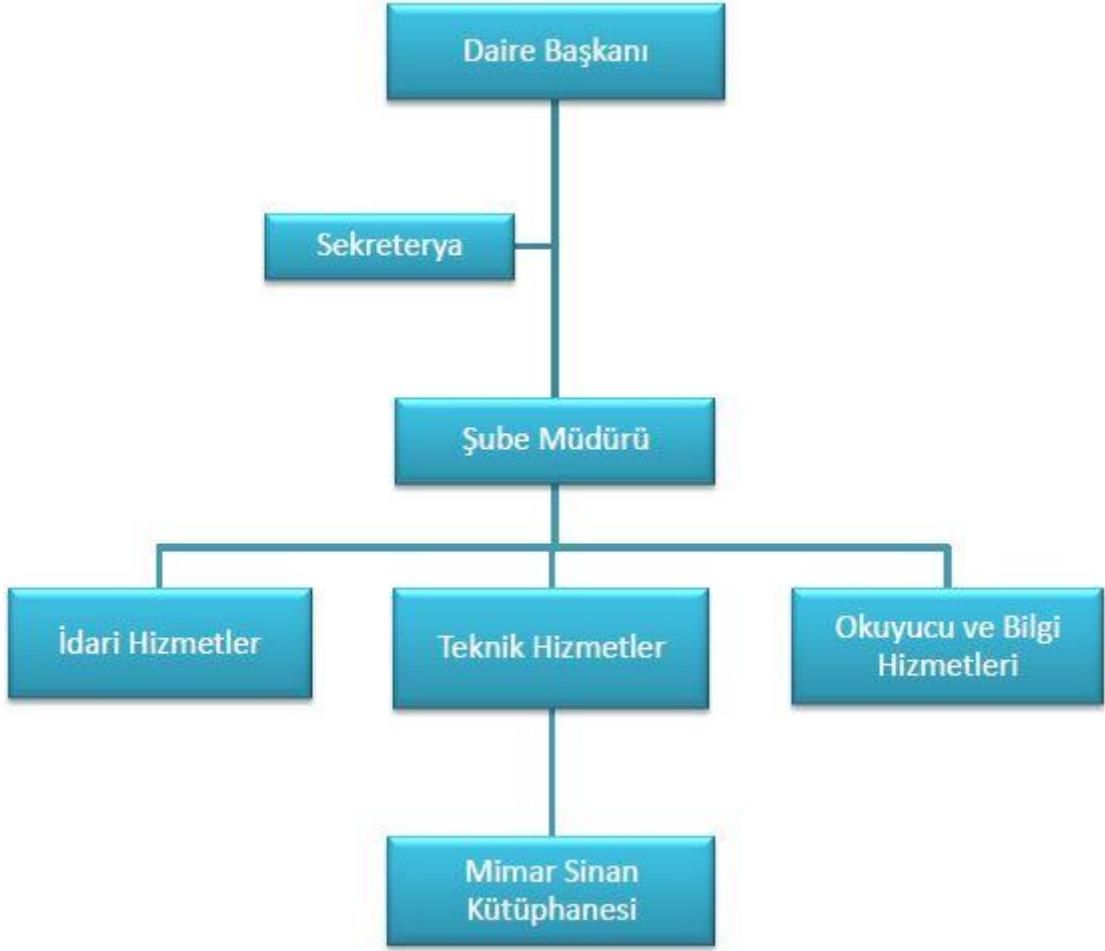 Daire Başkanı
Sekreterya
Şube Müdürü
İdari Hizmetler
Teknik Hizmetler
Okuyucu ve Bilgi
Hizmetleri
Mimar Sinan
Kütüphanesi